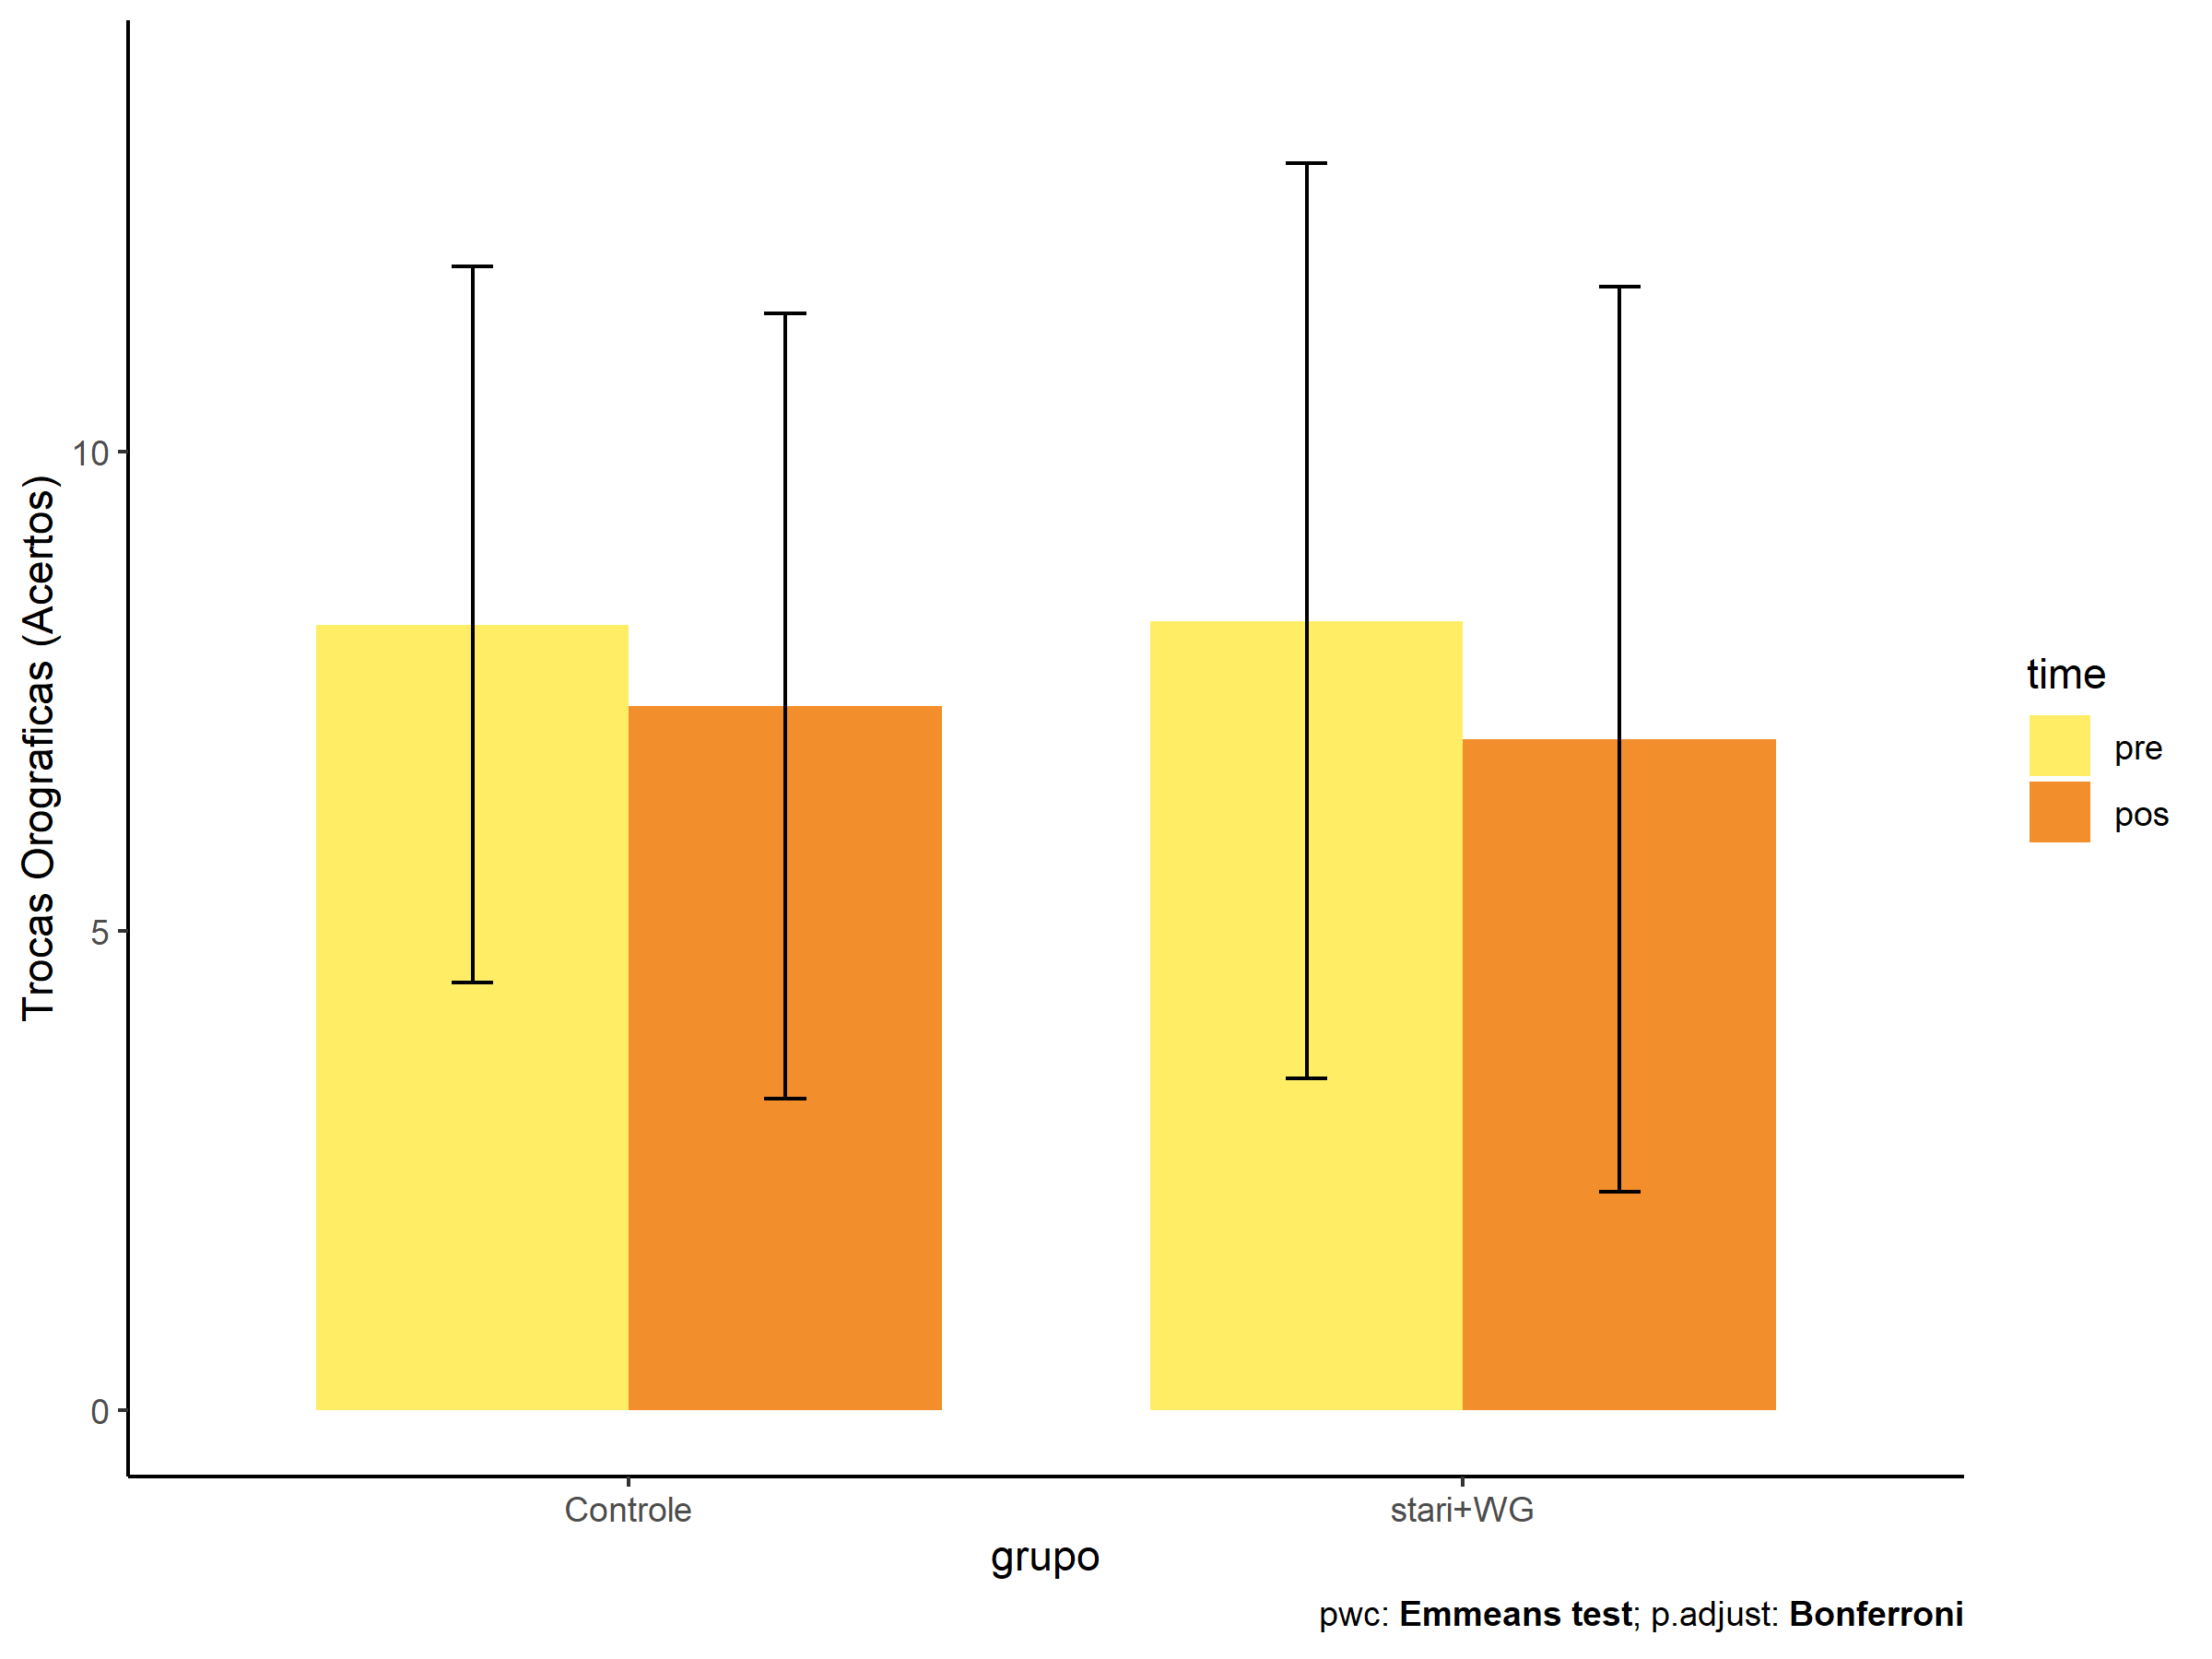 Trocas Orograficas (Acertos)
10
5
0
Controle
stari+WG
grupo
time
pre
pos
pwc: Emmeans test; p.adjust: Bonferroni